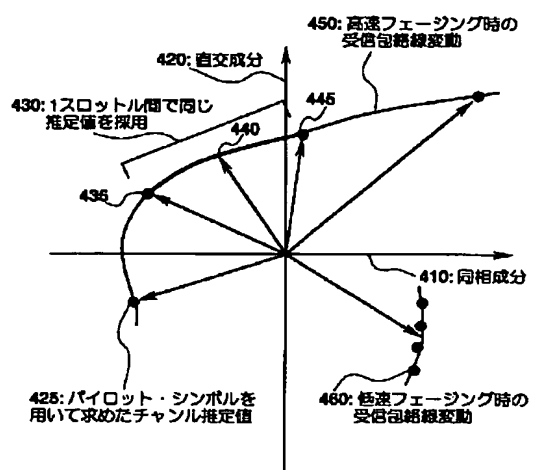 450:高速フェージング時の
受信包絡線変動
420:直交成分
430:1スロットル間で同じ
推定値を採用
445
440
435
410:同相成分
425:パイロット・シンボルを
用いて求めたチャンル推定値
460:低速フェージング時の
受信包絡線変動